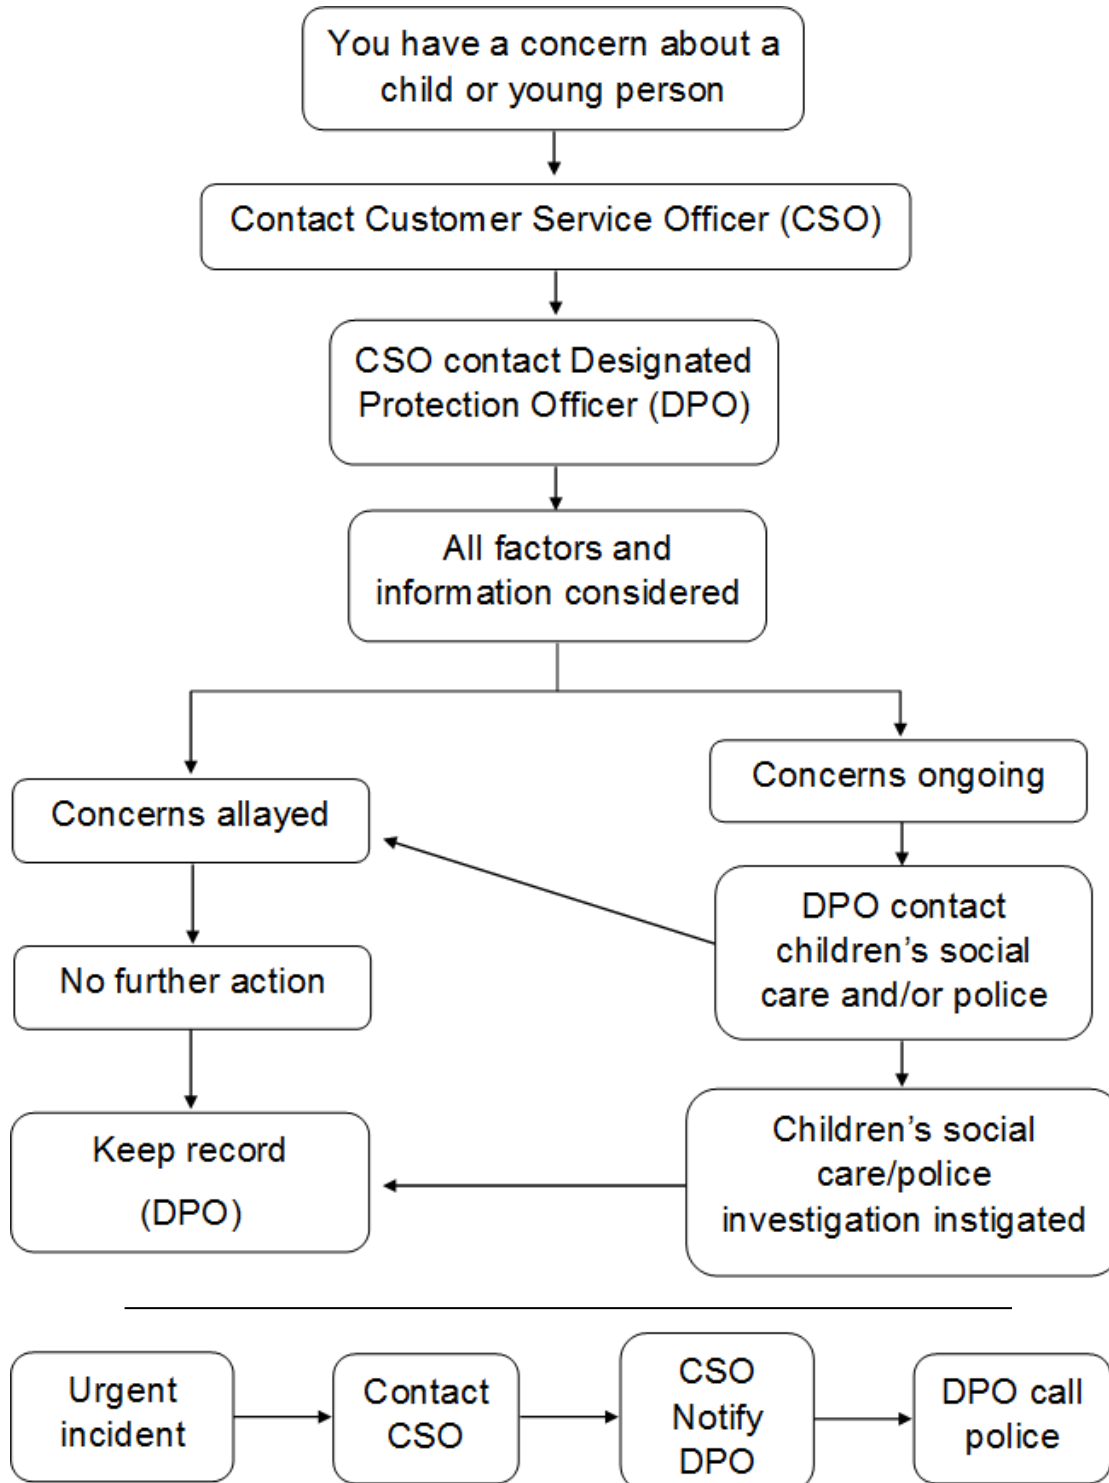 You have a concern about a
child or young person
Contact Customer Service Officer (CSO)
CSO contact Designated
Protection Officer (DPO)
All factors and
information considered
Concerns allayed
No further action
Keep record
(DPO)
Concerns ongoing
DPO contact
children’s social
care and/or police
Children’s social
care/police
investigation instigated
Urgent
incident
Contact
CSO
CSO
Notify
DPO
DPO call
police